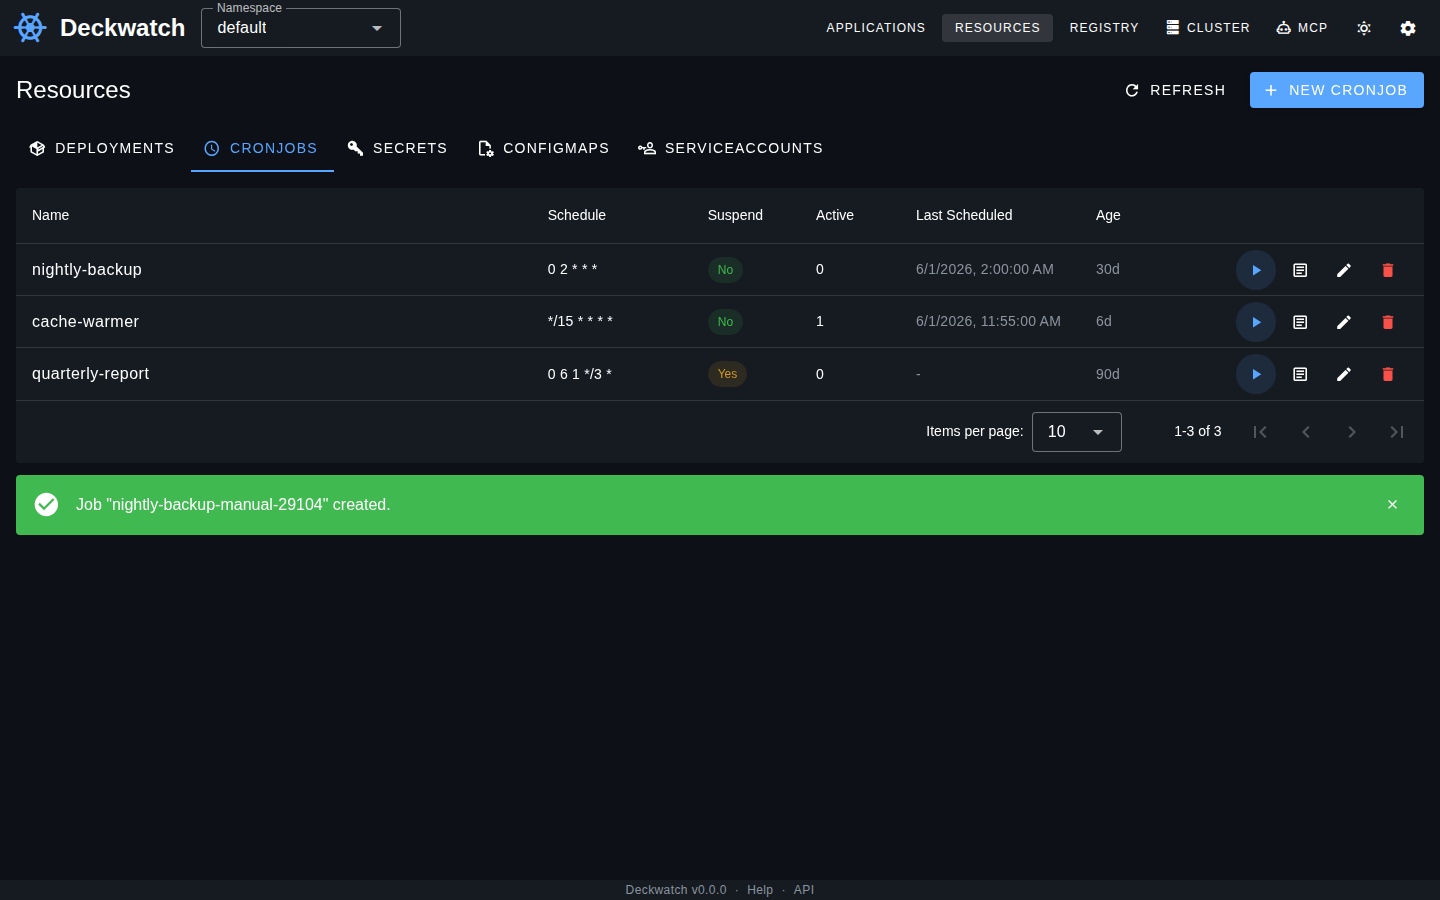 Deckwatch
Namespace
default
APPLICATIONS
RESOURCES
REGISTRY
CLUSTER
MCP
Resources
REFRESH
NEW CRONJOB
DEPLOYMENTS
CRONJOBS
SECRETS
CONFIGMAPS
SERVICEACCOUNTS
Name Schedule Suspend Active Last Scheduled Age
nightly-backup 0 2 * * * No 0 6/1/2026, 2:00:00 AM 30d
cache-warmer */15 * * * * No 1 6/1/2026, 11:55:00 AM 6d
quarterly-report 0 6 1 */3 * Yes 0 - 90d
Items per page: 10 1-3 of 3
Job "nightly-backup-manual-29104" created.
Deckwatch v0.0.0 · Help · API